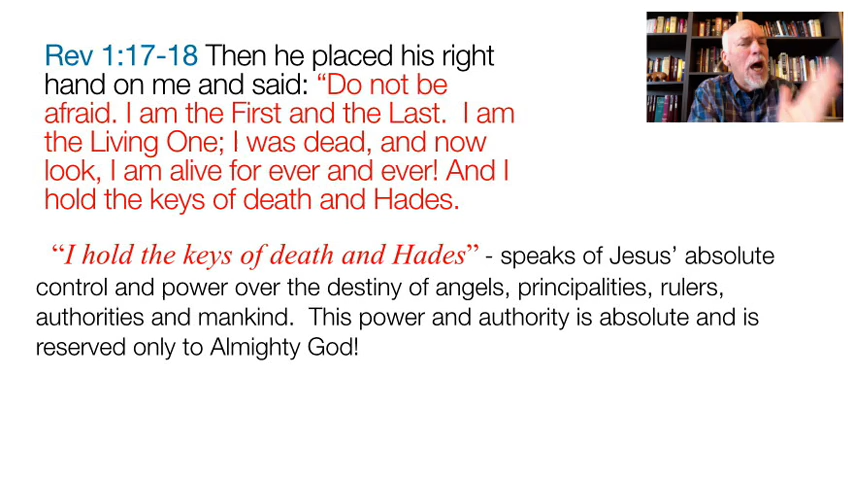 Rev 1:17-18 Then he placed his right
hand on me and said: “Do not be
afraid. I am the First and the Last.  I am
the Living One; I was dead, and now
look, I am alive for ever and ever! And I
hold the keys of death and Hades.
“I hold the keys of death and Hades” - speaks of Jesus’ absolute
control and power over the destiny of angels, principalities, rulers,
authorities and mankind.  This power and authority is absolute and is
reserved only to Almighty God!